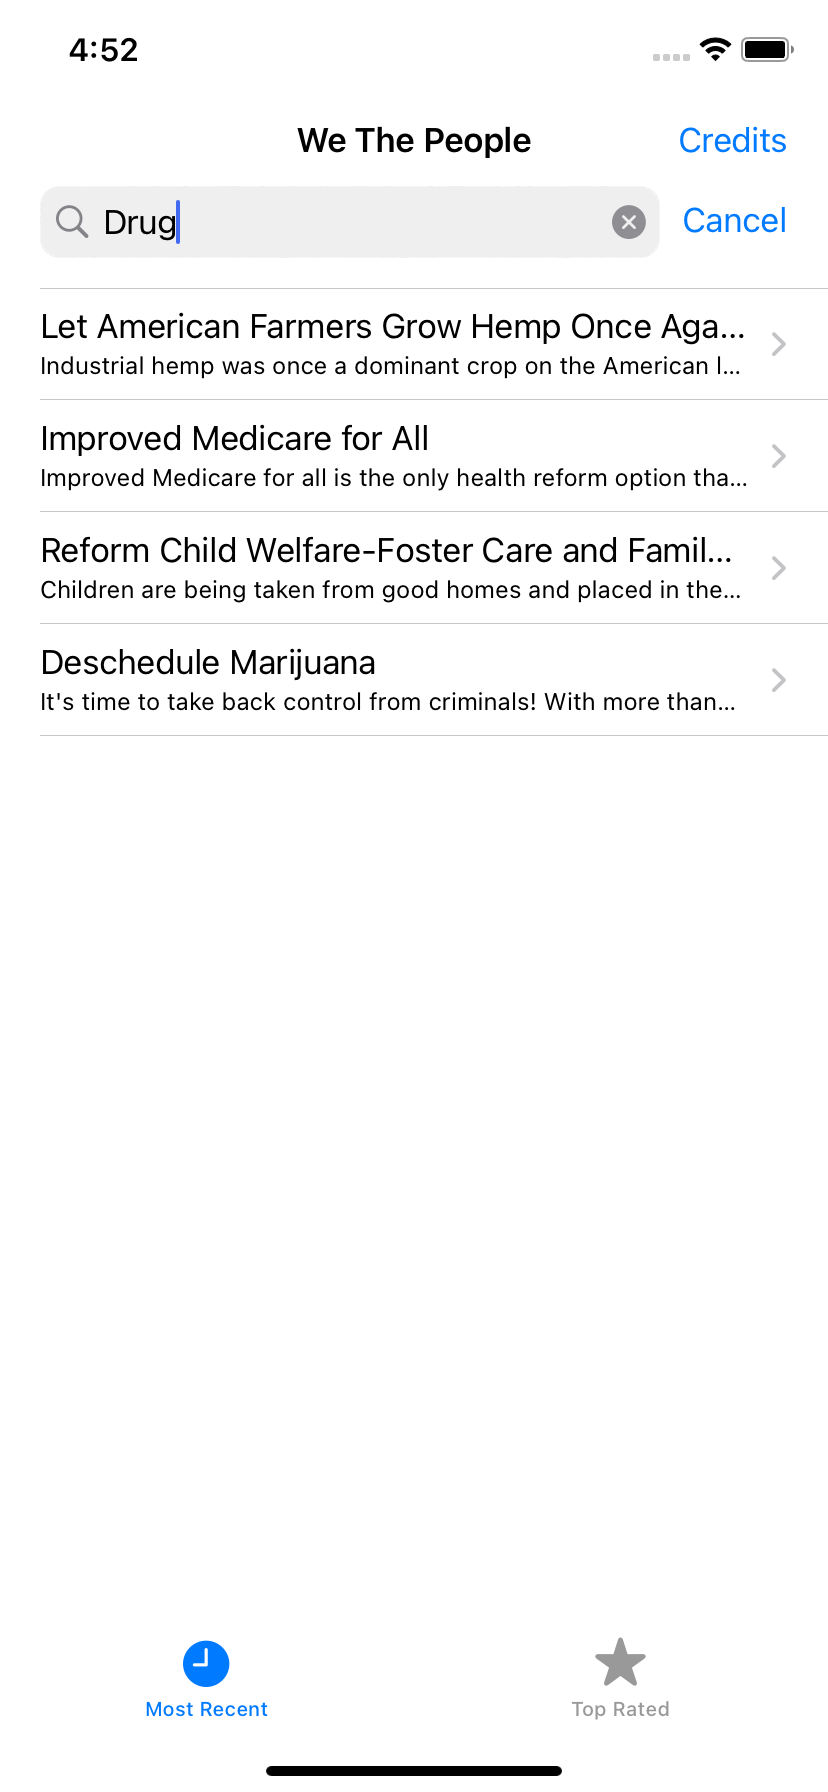 4:52
We The People
Credits
Drug
Cancel
Let American Farmers Grow Hemp Once Aga...
Industrial hemp was once a dominant crop on the American l...
Improved Medicare for All
Improved Medicare for all is the only health reform option tha...
Reform Child Welfare-Foster Care and Famil...
Children are being taken from good homes and placed in the...
Deschedule Marijuana
It's time to take back control from criminals! With more than...
Most Recent
Top Rated